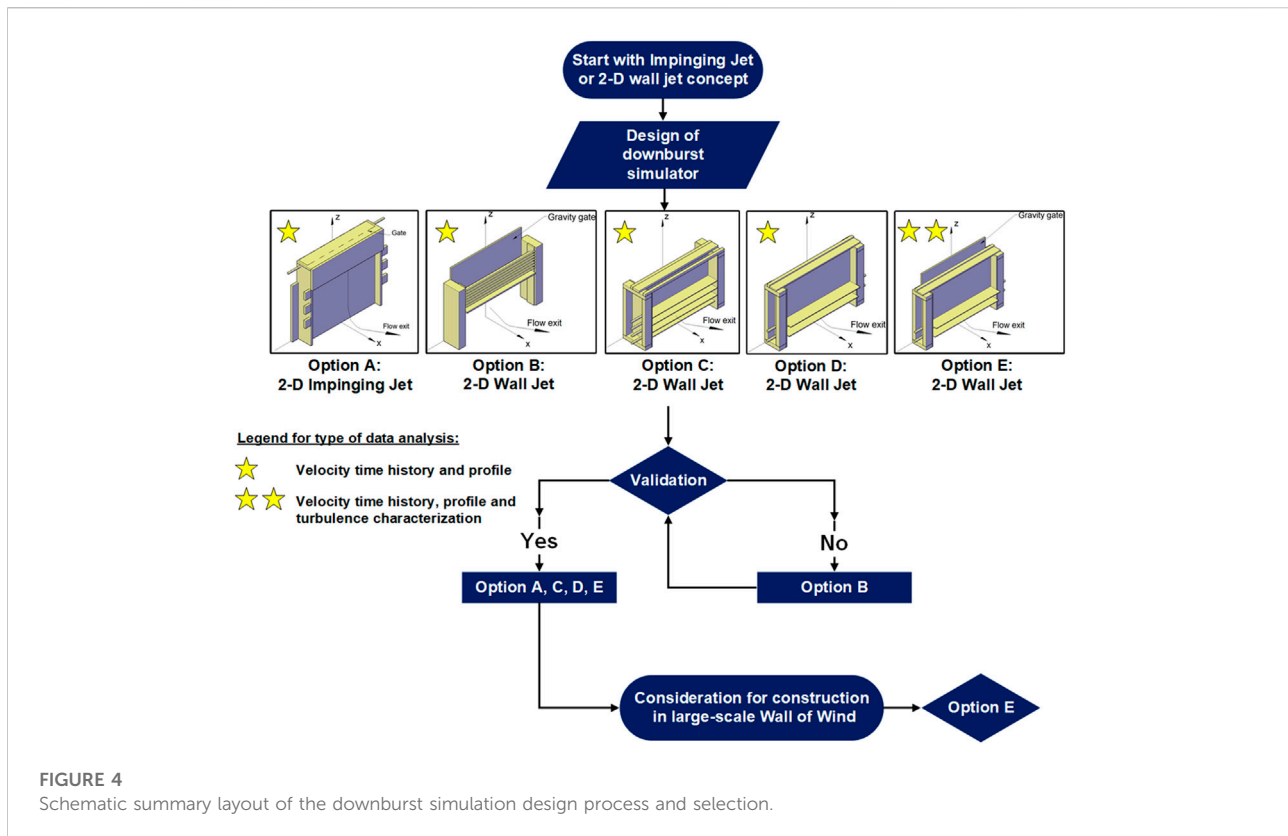 Start with Impinging Jet
or 2-D wall jet concept
Design of
downburst
simulator
z
Gate
Flow exit
x
Option A:
2-D Impinging Jet
z
Gravity gate
Flow exit
x
Option B:
2-D Wall Jet
z
Flow exit
x
Option C:
2-D Wall Jet
z
Flow exit
x
Option D:
2-D Wall Jet
z
Gravity gate
Flow exit
x
Option E:
2-D Wall Jet
Legend for type of data analysis:
Velocity time history and profile
Velocity time history, profile and
turbulence characterization
Validation
Yes
No
Option A, C, D, E
Option B
Consideration for construction
in large-scale Wall of Wind
Option E
FIGURE 4
Schematic summary layout of the downburst simulation design process and selection.